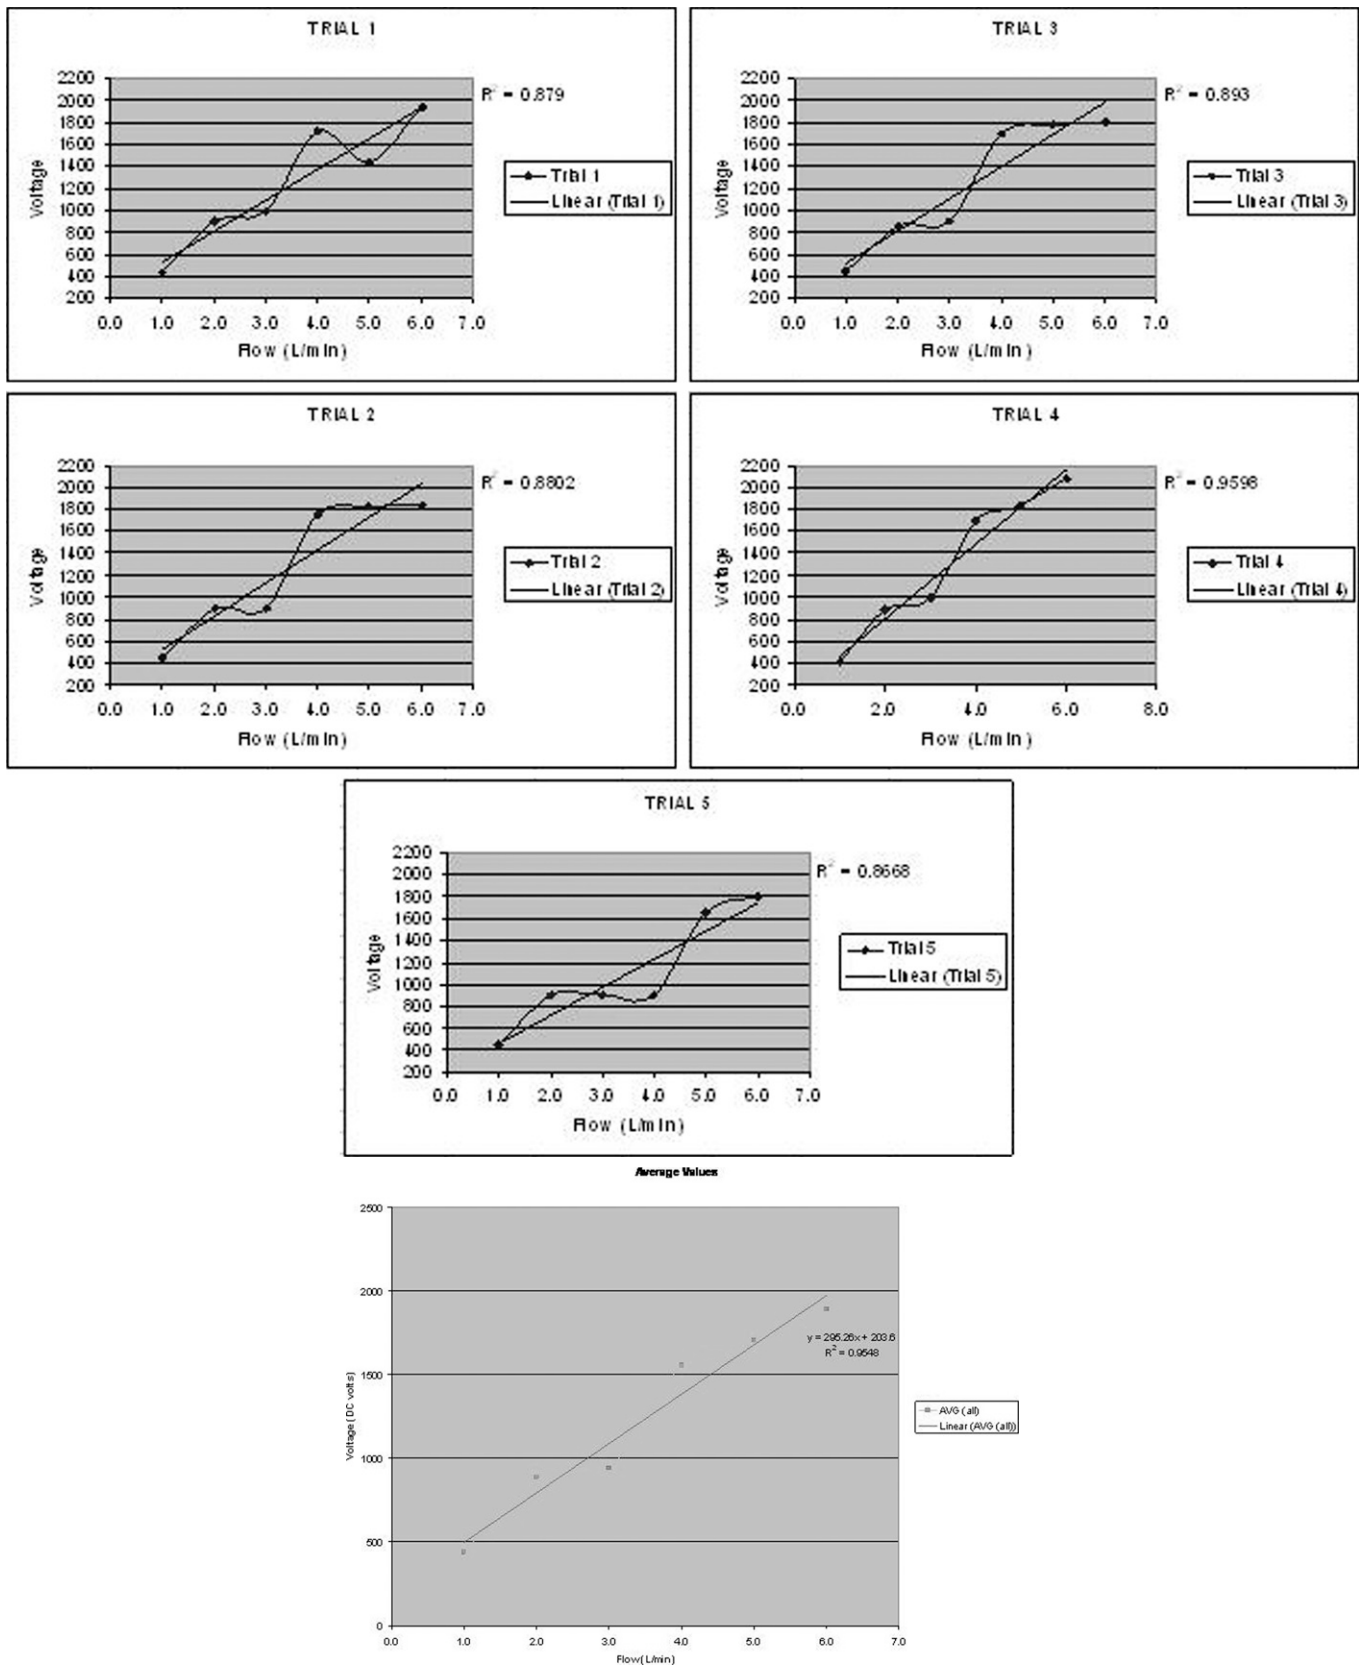 TRIAL 1
2200
2000
1800
1600
1400
1200
1000
800
600
400
200
Voltage
0.0 1.0 2.0 3.0 4.0 5.0 6.0 7.0
Flow (L/min)
R² = 0.879
Trial 1
Linear (Trial 1)
TRIAL 3
2200
2000
1800
1600
1400
1200
1000
800
600
400
200
Voltage
0.0 1.0 2.0 3.0 4.0 5.0 6.0 7.0
Flow (L/min)
R² = 0.893
Trial 3
Linear (Trial 3)
TRIAL 2
2200
2000
1800
1600
1400
1200
1000
800
600
400
200
Voltage
0.0 1.0 2.0 3.0 4.0 5.0 6.0 7.0
Flow (L/min)
R² = 0.8802
Trial 2
Linear (Trial 2)
TRIAL 4
2200
2000
1800
1600
1400
1200
1000
800
600
400
200
Voltage
0.0 2.0 4.0 6.0 8.0
Flow (L/min)
R² = 0.9598
Trial 4
Linear (Trial 4)
TRIAL 5
2200
2000
1800
1600
1400
1200
1000
800
600
400
200
Voltage
0.0 1.0 2.0 3.0 4.0 5.0 6.0 7.0
Flow (L/min)
R² = 0.8668
Trial 5
Linear (Trial 5)
Average Values
2500
2000
1500
1000
500
0
Voltage (DC volts)
0.0 1.0 2.0 3.0 4.0 5.0 6.0 7.0
Flow (L/min)
y = 295.26x + 203.6
R² = 0.9548
AVG (all)
Linear (AVG (all))